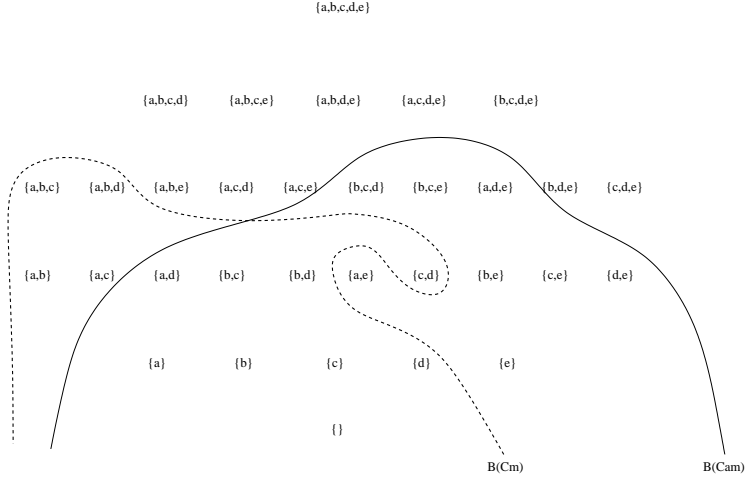 {a,b,c,d,e}
{a,b,c,d} {a,b,c,e} {a,b,d,e} {a,c,d,e} {b,c,d,e}
{a,b,c} {a,b,d} {a,b,e} {a,c,d} {a,c,e} {b,c,d} {b,c,e} {a,d,e} {b,d,e} {c,d,e}
{a,b} {a,c} {a,d} {b,c} {b,d} {a,e} {c,d} {b,e} {c,e} {d,e}
{a} {b} {c} {d} {e}
{}
B(Cm) B(Cam)